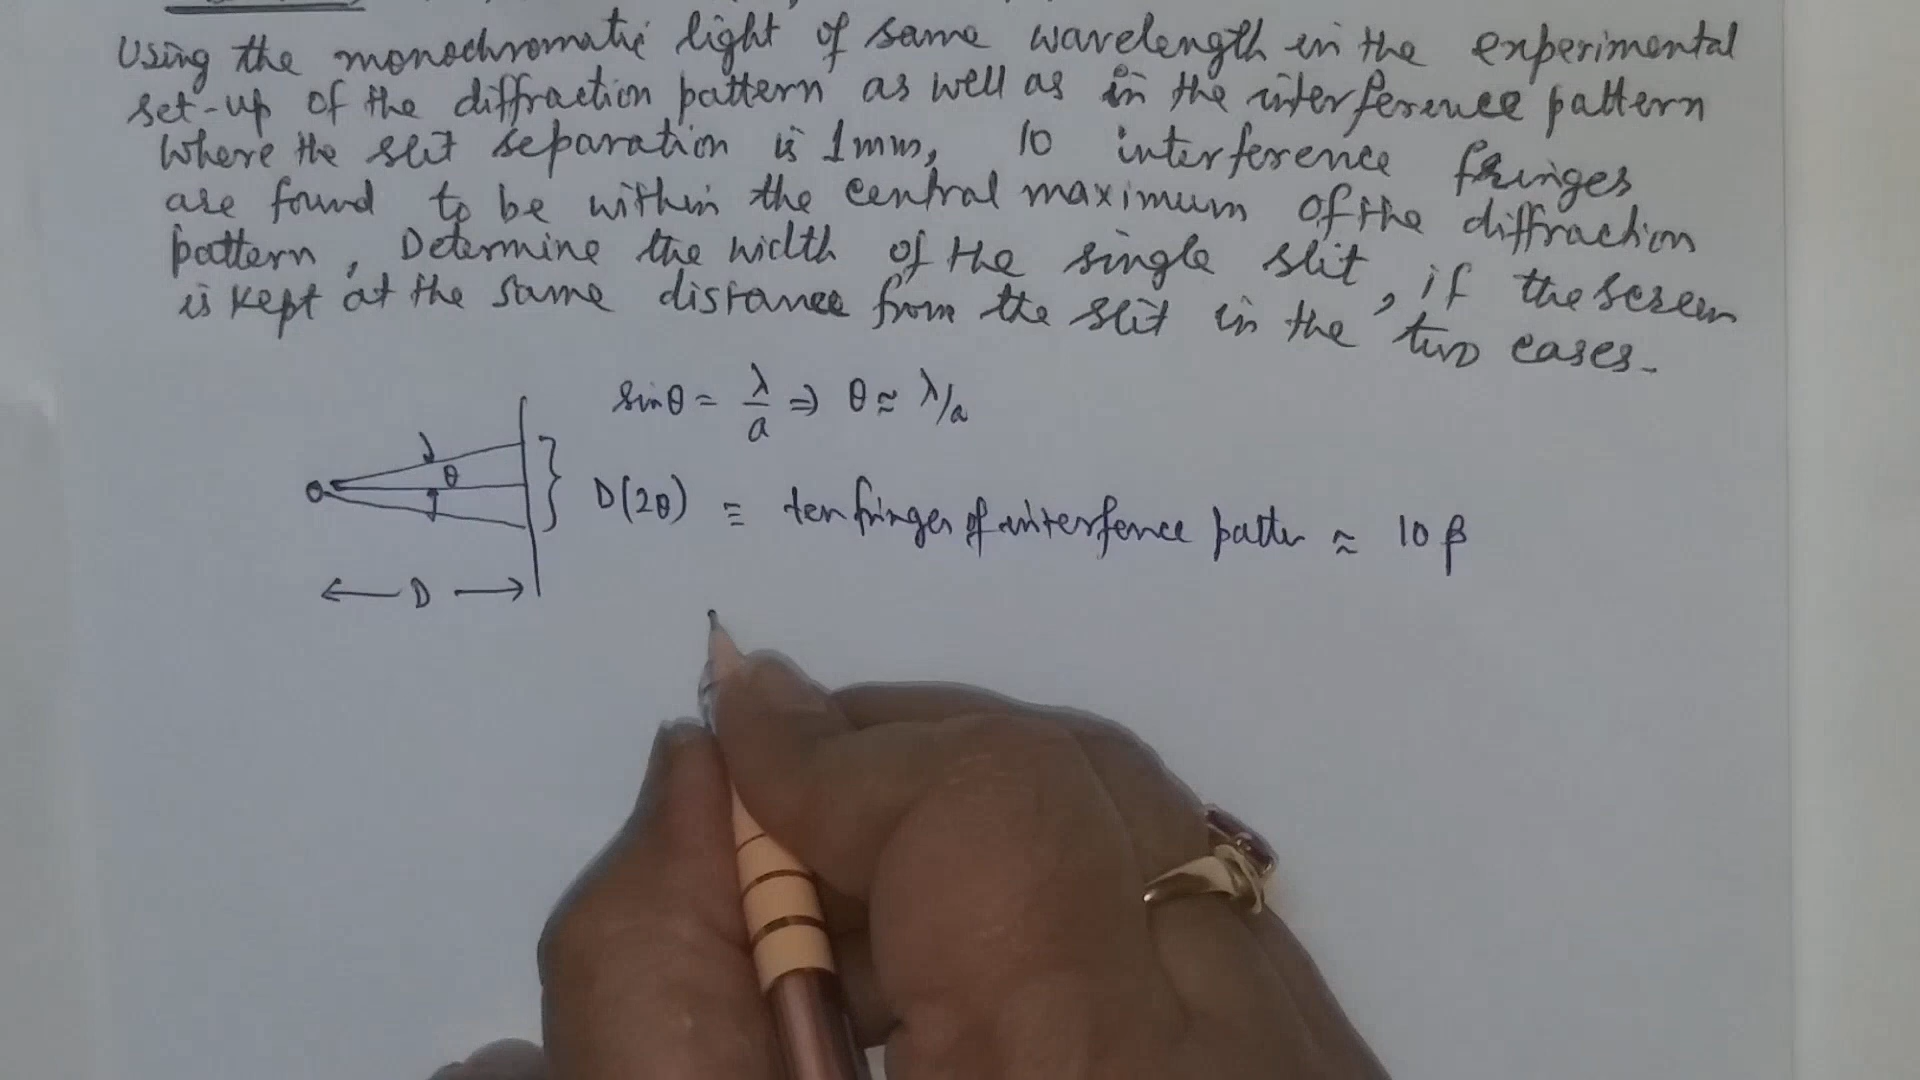 Using the monochromatic light of same wavelength in the experimental
set-up of the diffraction pattern as well as in the interference pattern
where the slit separation is 1mm, 10 interference fringes
are found to be within the central maximum of the diffraction
pattern, Determine the width of the single slit, if the screen
is kept at the same distance from the slit in the two cases.
sinθ = λ/a ⇒ θ ≈ λ/a
θ
D(2θ) ≡ ten fringes of interfence pattr ≈ 10 β
← D →